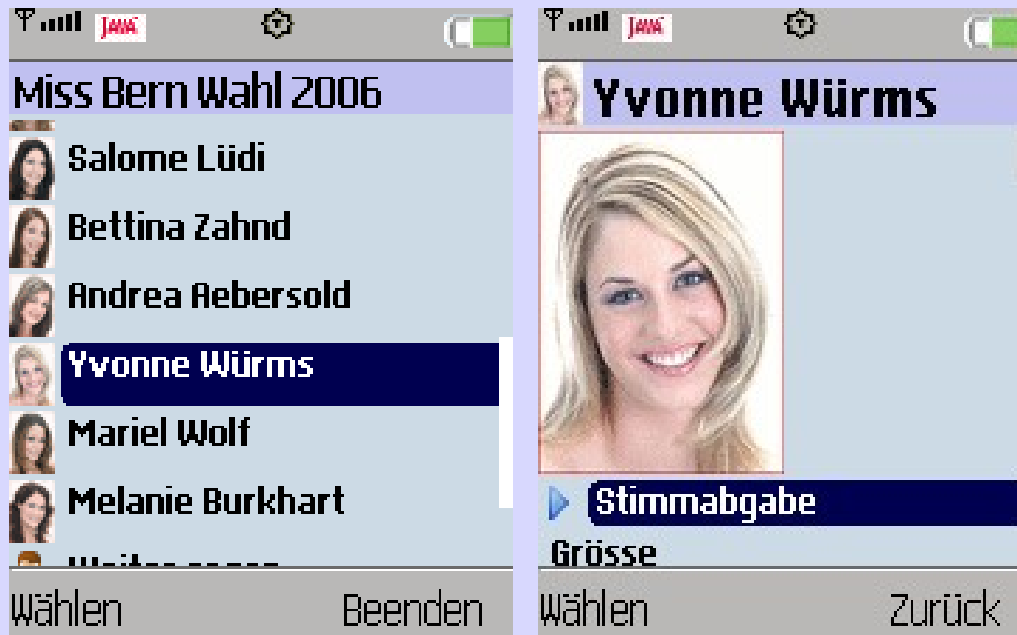 JAVA
Miss Bern Wahl 2006
Salome Lüdi
Bettina Zahnd
Andrea Aebersold
Yvonne Würms
Mariel Wolf
Melanie Burkhart
Wählen
Beenden
JAVA
Yvonne Würms
Stimmabgabe
Grösse
Wählen
Zurück